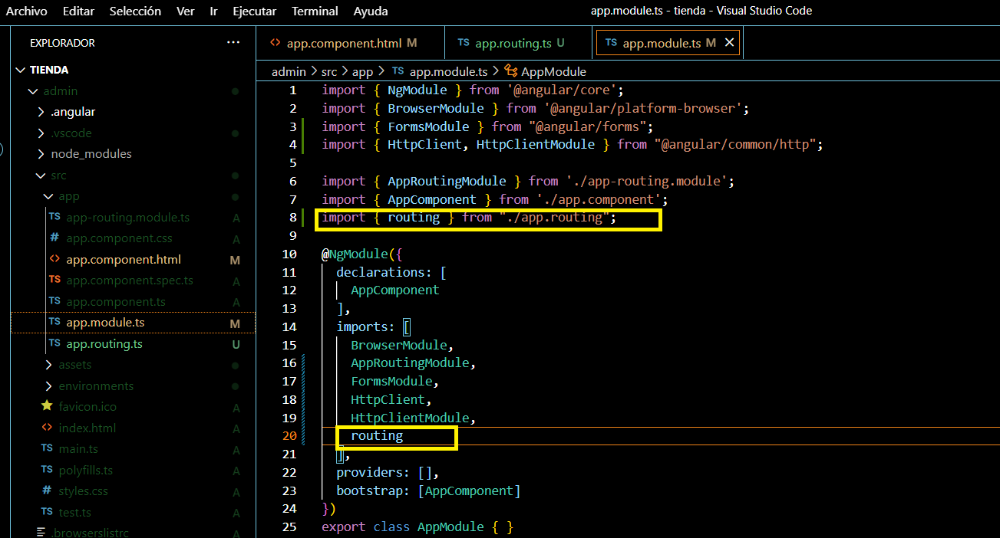 Archivo Editar Selección Ver Ir Ejecutar Terminal Ayuda app.module.ts - tienda - Visual Studio Code
EXPLORADOR ···
TIENDA
admin
.angular
.vscode
node_modules
src
app
TS app-routing.module.ts A
# app.component.css A
<> app.component.html M
TS app.component.spec.ts A
TS app.component.ts A
TS app.module.ts M
TS app.routing.ts U
assets
environments
favicon.ico A
<> index.html A
TS main.ts A
TS polyfills.ts A
# styles.css A
TS test.ts A
.browserslistrc A
<> app.component.html M TS app.routing.ts U TS app.module.ts M ×
admin > src > app > TS app.module.ts > AppModule
1 import { NgModule } from '@angular/core';
2 import { BrowserModule } from '@angular/platform-browser';
3 import { FormsModule } from "@angular/forms";
4 import { HttpClient, HttpClientModule } from "@angular/common/http";
5
6 import { AppRoutingModule } from './app-routing.module';
7 import { AppComponent } from './app.component';
8 import { routing } from "./app.routing";
9
10 @NgModule({
11 declarations: [
12 AppComponent
13 ],
14 imports: [
15 BrowserModule,
16 AppRoutingModule,
17 FormsModule,
18 HttpClient,
19 HttpClientModule,
20 routing
21 ],
22 providers: [],
23 bootstrap: [AppComponent]
24 })
25 export class AppModule { }